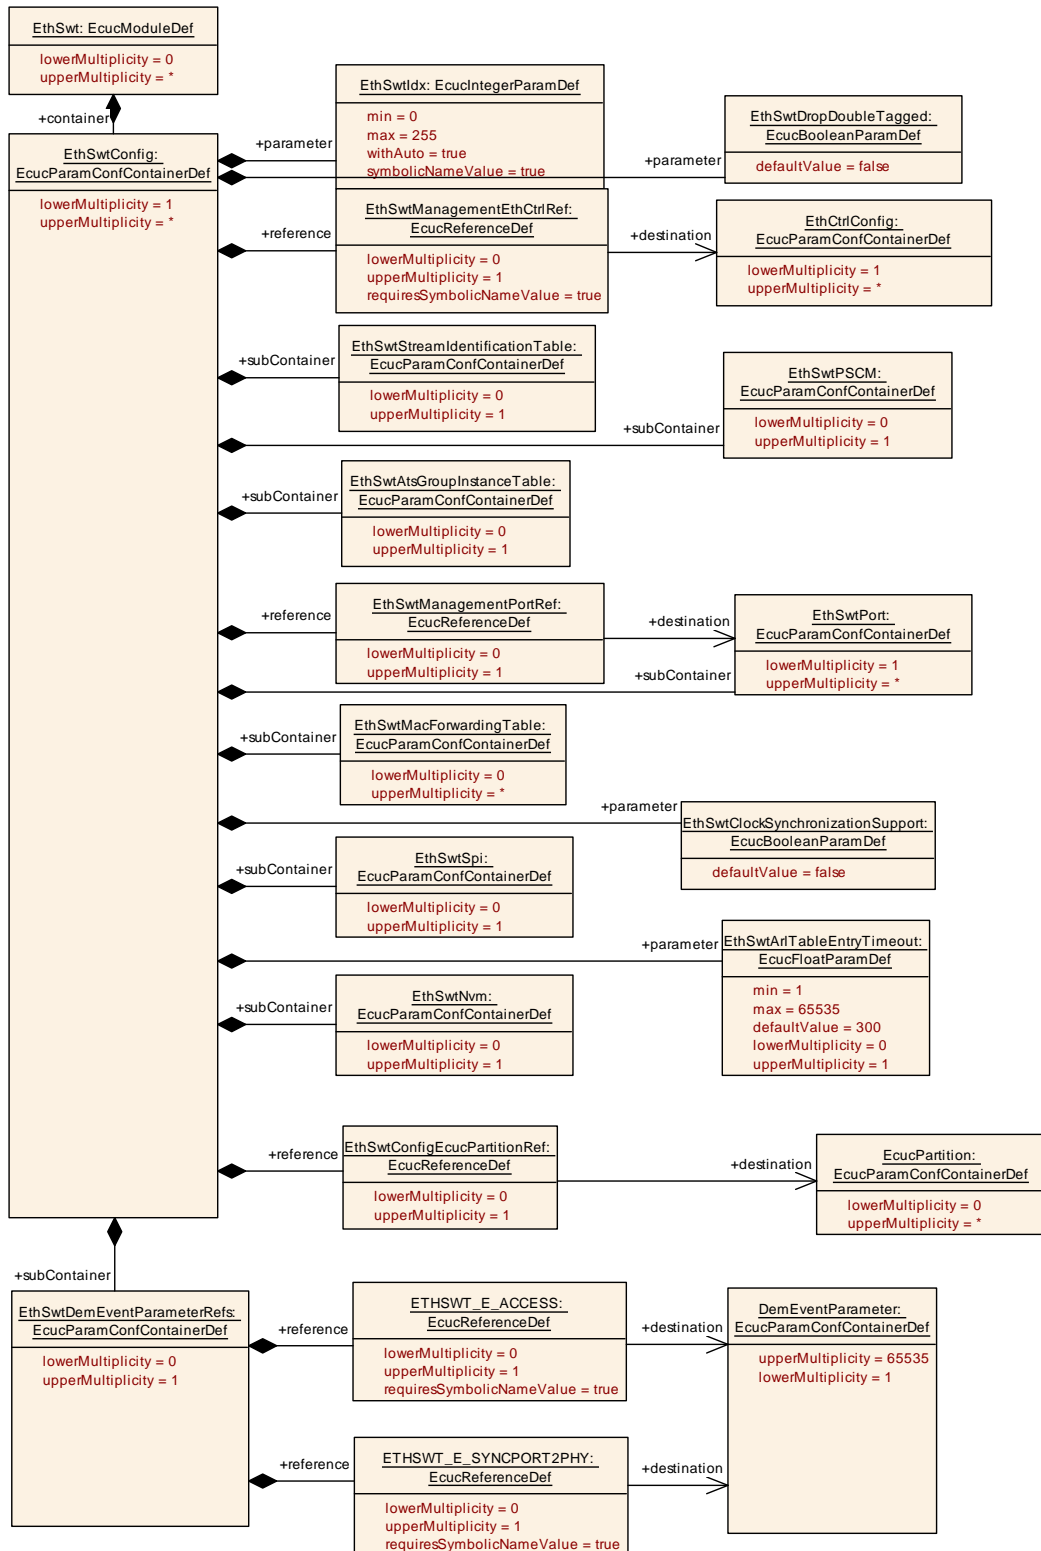 EthSwt: EcucModuleDef
lowerMultiplicity = 0
upperMultiplicity = *
+container
EthSwtConfig:
EcucParamConfContainerDef
lowerMultiplicity = 1
upperMultiplicity = *
+parameter
EthSwtIdx: EcucIntegerParamDef
min = 0
max = 255
withAuto = true
symbolicNameValue = true
+parameter
EthSwtDropDoubleTagged:
EcucBooleanParamDef
defaultValue = false
+reference
EthSwtManagementEthCtrlRef:
EcucReferenceDef
lowerMultiplicity = 0
upperMultiplicity = 1
requiresSymbolicNameValue = true
+destination
EthCtrlConfig:
EcucParamConfContainerDef
lowerMultiplicity = 1
upperMultiplicity = *
+subContainer
EthSwtStreamIdentificationTable:
EcucParamConfContainerDef
lowerMultiplicity = 0
upperMultiplicity = 1
+subContainer
EthSwtPSCM:
EcucParamConfContainerDef
lowerMultiplicity = 0
upperMultiplicity = 1
+subContainer
EthSwtAtsGroupInstanceTable:
EcucParamConfContainerDef
lowerMultiplicity = 0
upperMultiplicity = 1
+reference
EthSwtManagementPortRef:
EcucReferenceDef
lowerMultiplicity = 0
upperMultiplicity = 1
+destination
EthSwtPort:
EcucParamConfContainerDef
lowerMultiplicity = 1
upperMultiplicity = *
+subContainer
+subContainer
EthSwtMacForwardingTable:
EcucParamConfContainerDef
lowerMultiplicity = 0
upperMultiplicity = *
+parameter
EthSwtClockSynchronizationSupport:
EcucBooleanParamDef
defaultValue = false
+subContainer
EthSwtSpi:
EcucParamConfContainerDef
lowerMultiplicity = 0
upperMultiplicity = 1
+parameter
EthSwtArlTableEntryTimeout:
EcucFloatParamDef
min = 1
max = 65535
defaultValue = 300
lowerMultiplicity = 0
upperMultiplicity = 1
+subContainer
EthSwtNvm:
EcucParamConfContainerDef
lowerMultiplicity = 0
upperMultiplicity = 1
+reference
EthSwtConfigEcucPartitionRef:
EcucReferenceDef
lowerMultiplicity = 0
upperMultiplicity = 1
+destination
EcucPartition:
EcucParamConfContainerDef
lowerMultiplicity = 0
upperMultiplicity = *
+subContainer
EthSwtDemEventParameterRefs:
EcucParamConfContainerDef
lowerMultiplicity = 0
upperMultiplicity = 1
+reference
ETHSWT_E_ACCESS:
EcucReferenceDef
lowerMultiplicity = 0
upperMultiplicity = 1
requiresSymbolicNameValue = true
+destination
DemEventParameter:
EcucParamConfContainerDef
upperMultiplicity = 65535
lowerMultiplicity = 1
+reference
ETHSWT_E_SYNCPORT2PHY:
EcucReferenceDef
lowerMultiplicity = 0
upperMultiplicity = 1
requiresSymbolicNameValue = true
+destination